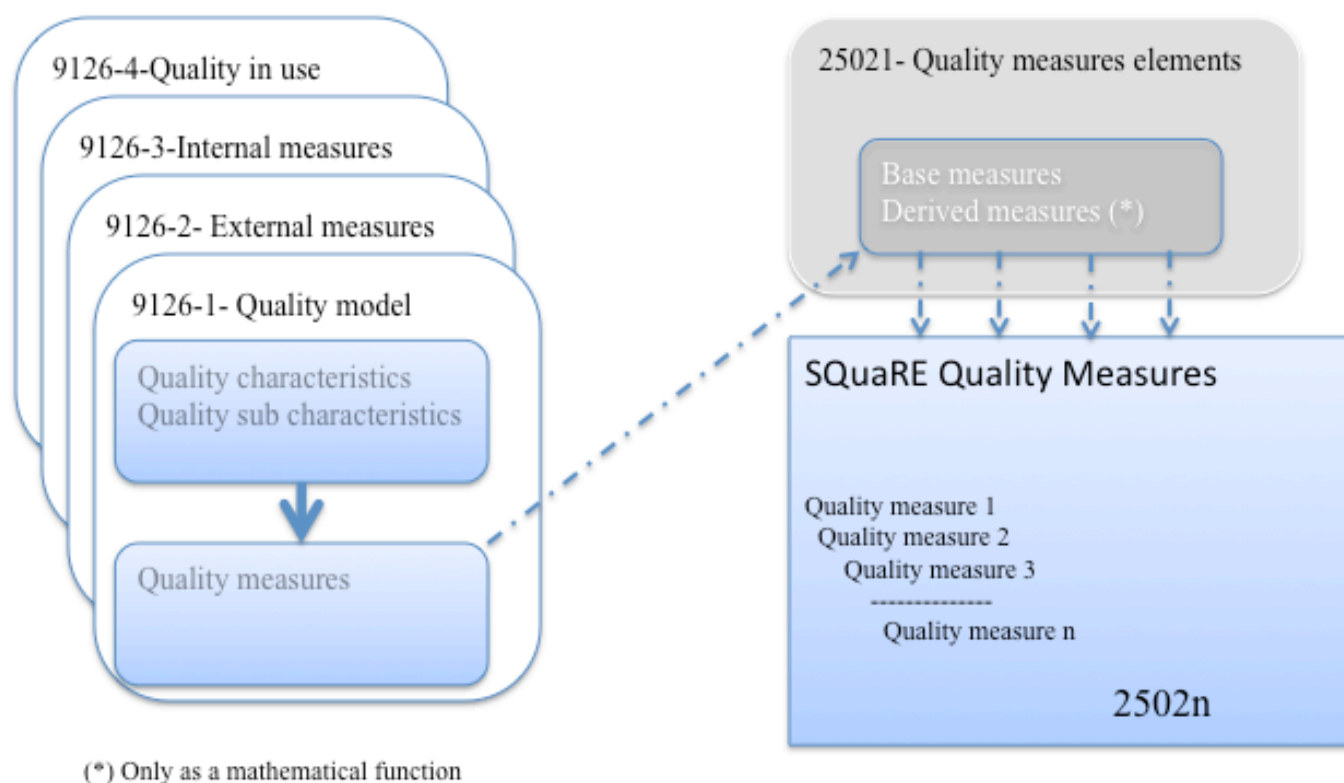 9126-4-Quality in use
9126-3-Internal measures
9126-2- External measures
9126-1- Quality model
Quality characteristics
Quality sub characteristics
Quality measures
(*) Only as a mathematical function
25021- Quality measures elements
Base measures
Derived measures (*)
SQuaRE Quality Measures
Quality measure 1
Quality measure 2
Quality measure 3
---------------
Quality measure n
2502n